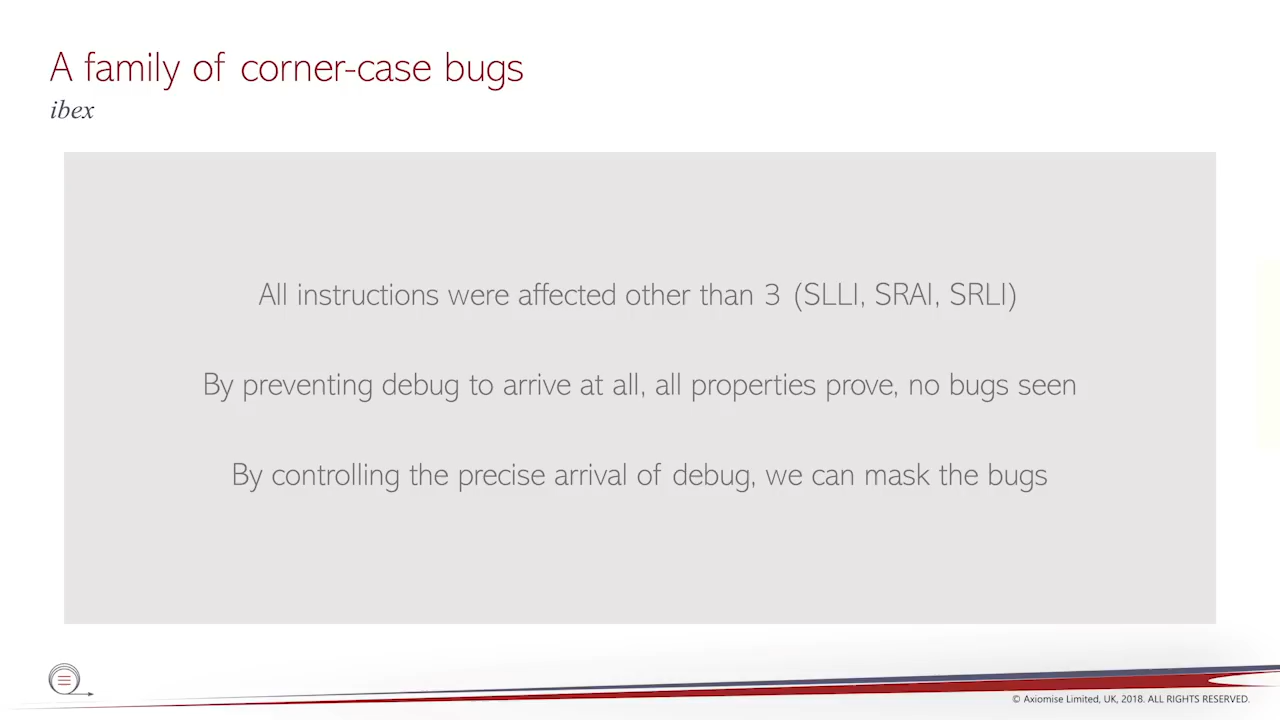 A family of corner-case bugs
ibex
All instructions were affected other than 3 (SLLI, SRAI, SRLI)
By preventing debug to arrive at all, all properties prove, no bugs seen
By controlling the precise arrival of debug, we can mask the bugs
© Axiomise Limited, UK, 2018. ALL RIGHTS RESERVED.